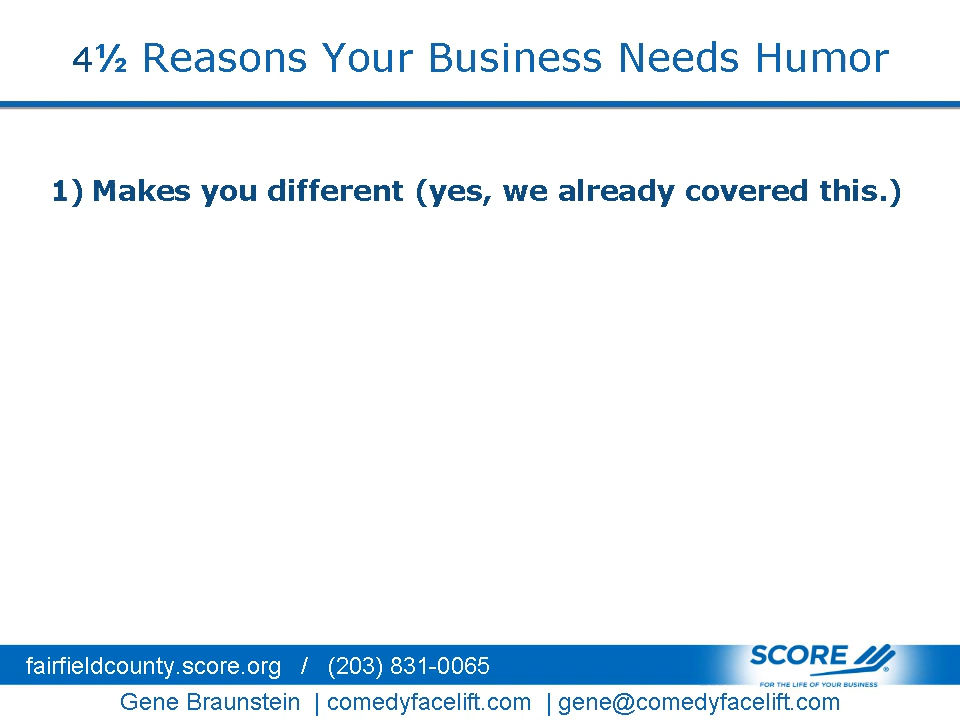 4½ Reasons Your Business Needs Humor
1) Makes you different (yes, we already covered this.)
fairfieldcounty.score.org / (203) 831-0065
SCORE
®
FOR THE LIFE OF YOUR BUSINESS
Gene Braunstein | comedyfacelift.com | gene@comedyfacelift.com